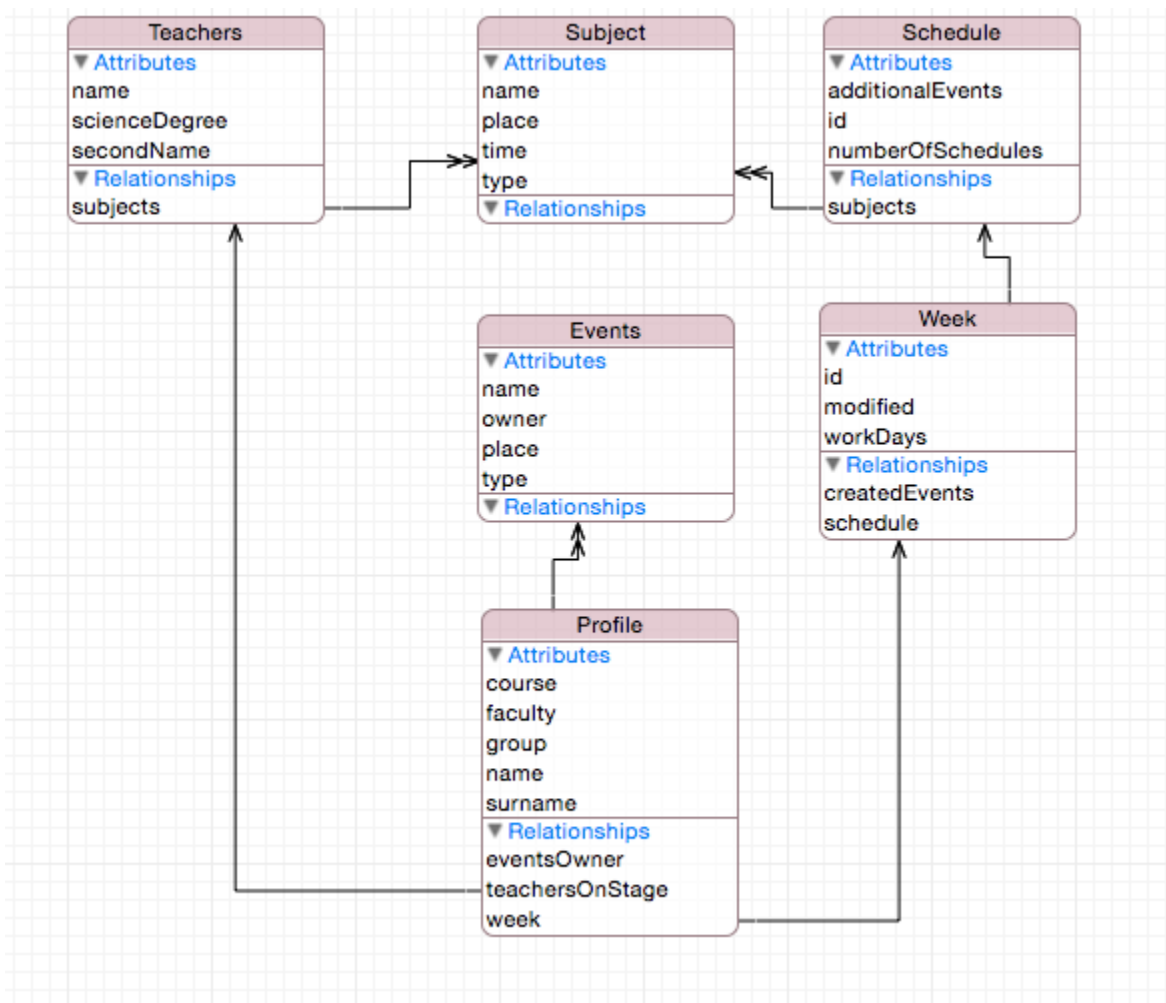 Teachers
Attributes
name
scienceDegree
secondName
Relationships
subjects
Subject
Attributes
name
place
time
type
Relationships
Schedule
Attributes
additionalEvents
id
numberOfSchedules
Relationships
subjects
Events
Attributes
name
owner
place
type
Relationships
Week
Attributes
id
modified
workDays
Relationships
createdEvents
schedule
Profile
Attributes
course
faculty
group
name
surname
Relationships
eventsOwner
teachersOnStage
week